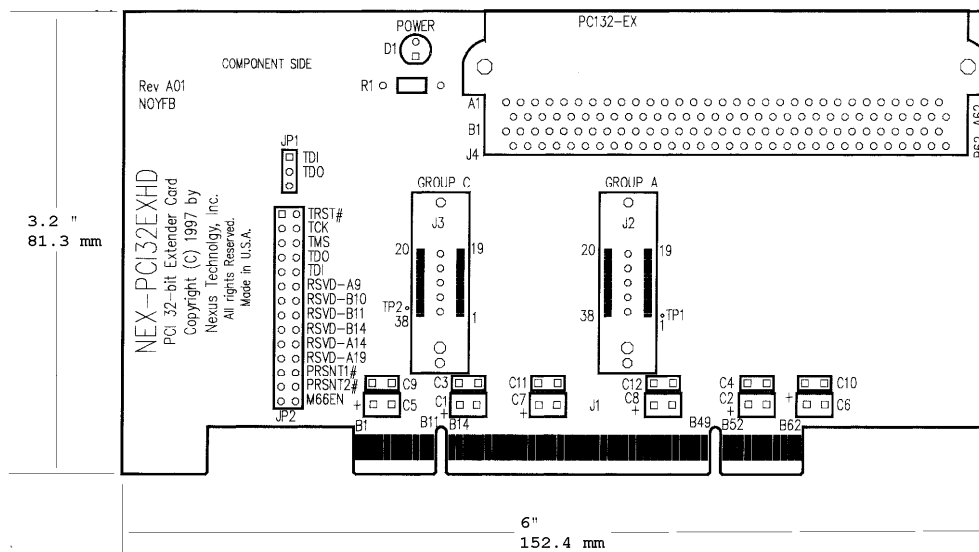 PC132-EX
POWER
D1
COMPONENT SIDE
R1
Rev A01
NOYFB
A1
A62
B1
B62
J4
JP1
TDI
TDO
GROUP C
GROUP A
J3
J2
20
19
20
19
TP2
38
1
38
1
TP1
TRST#
TCK
TMS
TDO
TDI
RSVD-A9
RSVD-B10
RSVD-B11
RSVD-B14
RSVD-A14
RSVD-A19
PRSNT1#
PRSNT2#
M66EN
JP2
NEX-PCI32EXHD
PCI 32-bit Extender Card
Copyright (C) 1997 by
Nexus Technolgy, Inc.
All rights Reserved.
Made in U.S.A.
3.2 "
81.3 mm
C9
C3
C11
C12
C4
C10
+
C5
C1
+
C7
+
J1
C8
+
C2
+
+
C6
B1
B11
B14
B49
B52
B62
6"
152.4 mm